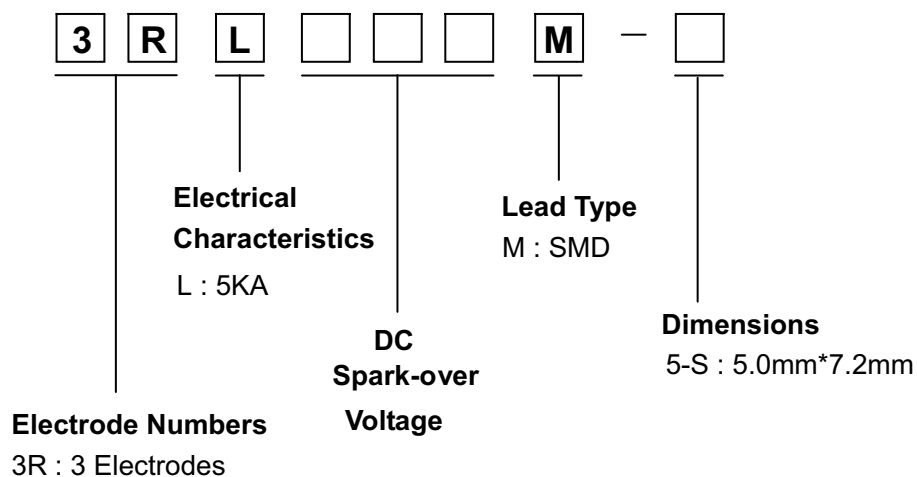 3 R L M –
Electrical
Characteristics
L : 5KA
Lead Type
M : SMD
DC
Spark-over
Voltage
Dimensions
5-S : 5.0mm*7.2mm
Electrode Numbers
3R : 3 Electrodes